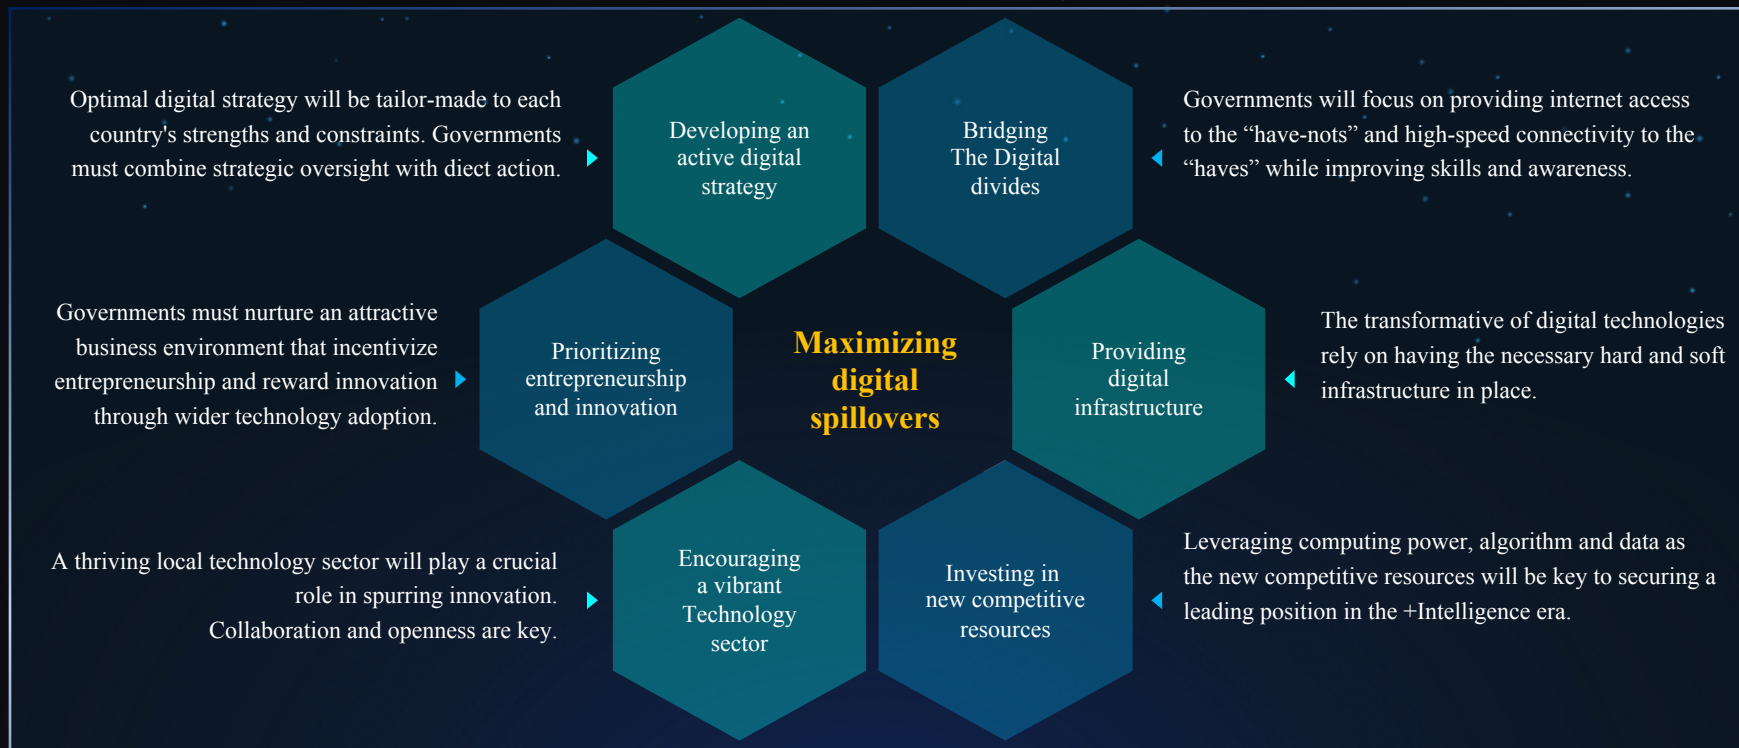 Optimal digital strategy will be tailor-made to each
country's strengths and constraints. Governments
must combine strategic oversight with diect action.
Developing an
active digital
strategy
Bridging
The Digital
divides
Governments will focus on providing internet access
to the “have-nots” and high-speed connectivity to the
“haves” while improving skills and awareness.
Governments must nurture an attractive
business environment that incentivize
entrepreneurship and reward innovation
through wider technology adoption.
Prioritizing
entrepreneurship
and innovation
Maximizing
digital
spillovers
Providing
digital
infrastructure
The transformative of digital technologies
rely on having the necessary hard and soft
infrastructure in place.
A thriving local technology sector will play a crucial
role in spurring innovation.
Collaboration and openness are key.
Encouraging
a vibrant
Technology
sector
Investing in
new competitive
resources
Leveraging computing power, algorithm and data as
the new competitive resources will be key to securing a
leading position in the +Intelligence era.